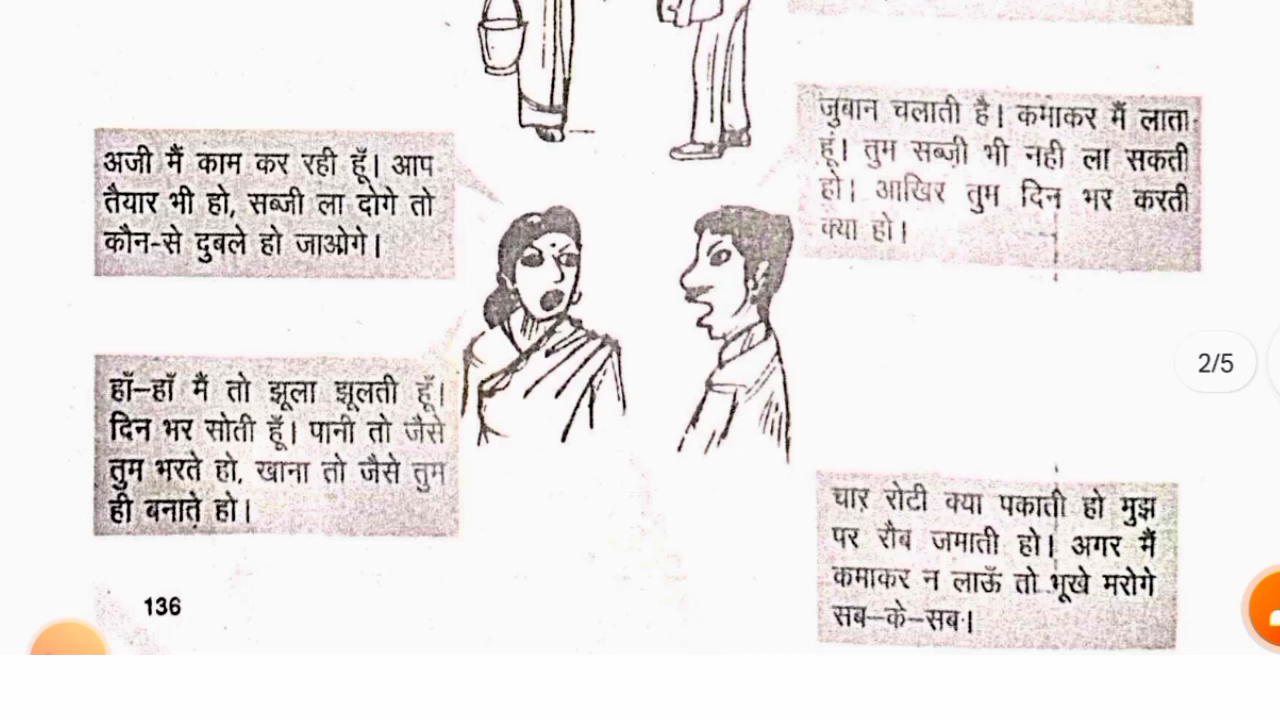 अजी मैं काम कर रही हूँ। आप
तैयार भी हो, सब्जी ला दोगे तो
कौन-से दुबले हो जाओगे।
जुबान चलाती है। कमाकर मैं लाता
हूं। तुम सब्ज़ी भी नही ला सकती
हो। आखिर तुम दिन भर करती
क्या हो।
हाँ–हाँ मैं तो झूला झूलती हूँ।
दिन भर सोती हूँ। पानी तो जैसे
तुम भरते हो, खाना तो जैसे तुम
ही बनाते हो।
चार रोटी क्या पकाती हो मुझ
पर रौब जमाती हो। अगर मैं
कमाकर न लाऊँ तो भूखे मरोगे
सब–के–सब।
136
2/5